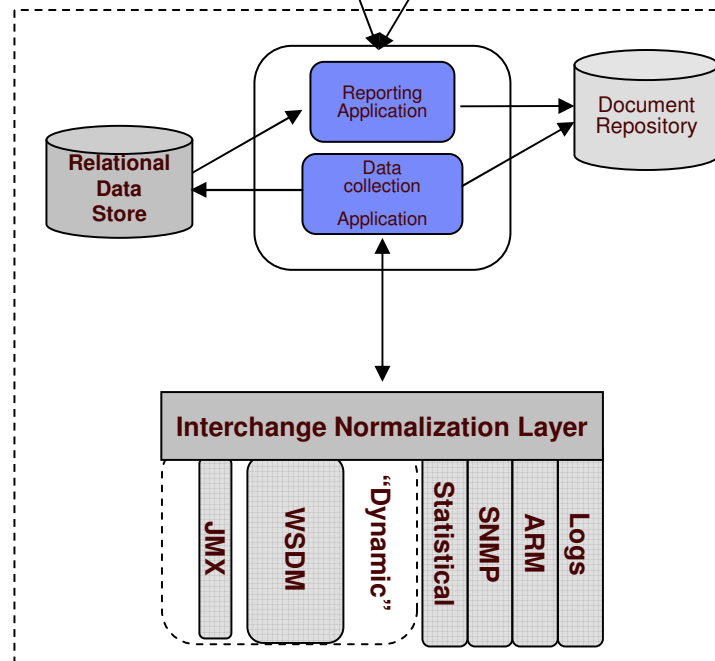 Reporting
Application
Document
Repository
Relational
Data
Store
Data
collection
Application
Interchange Normalization Layer
JMX
WSDM
“Dynamic”
Statistical
SNMP
ARM
Logs